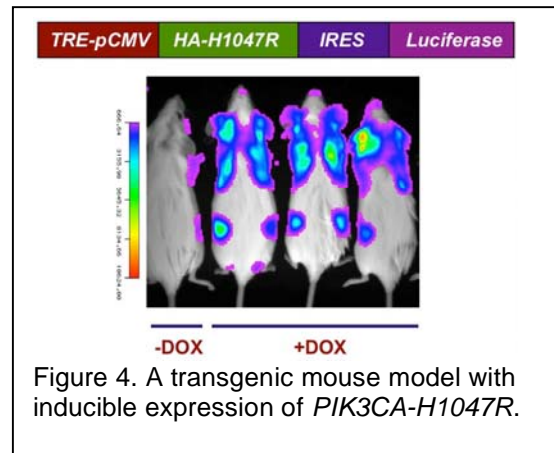 TRE-pCMV HA-H1047R IRES Luciferase
-DOX +DOX
Figure 4. A transgenic mouse model with
inducible expression of PIK3CA-H1047R.